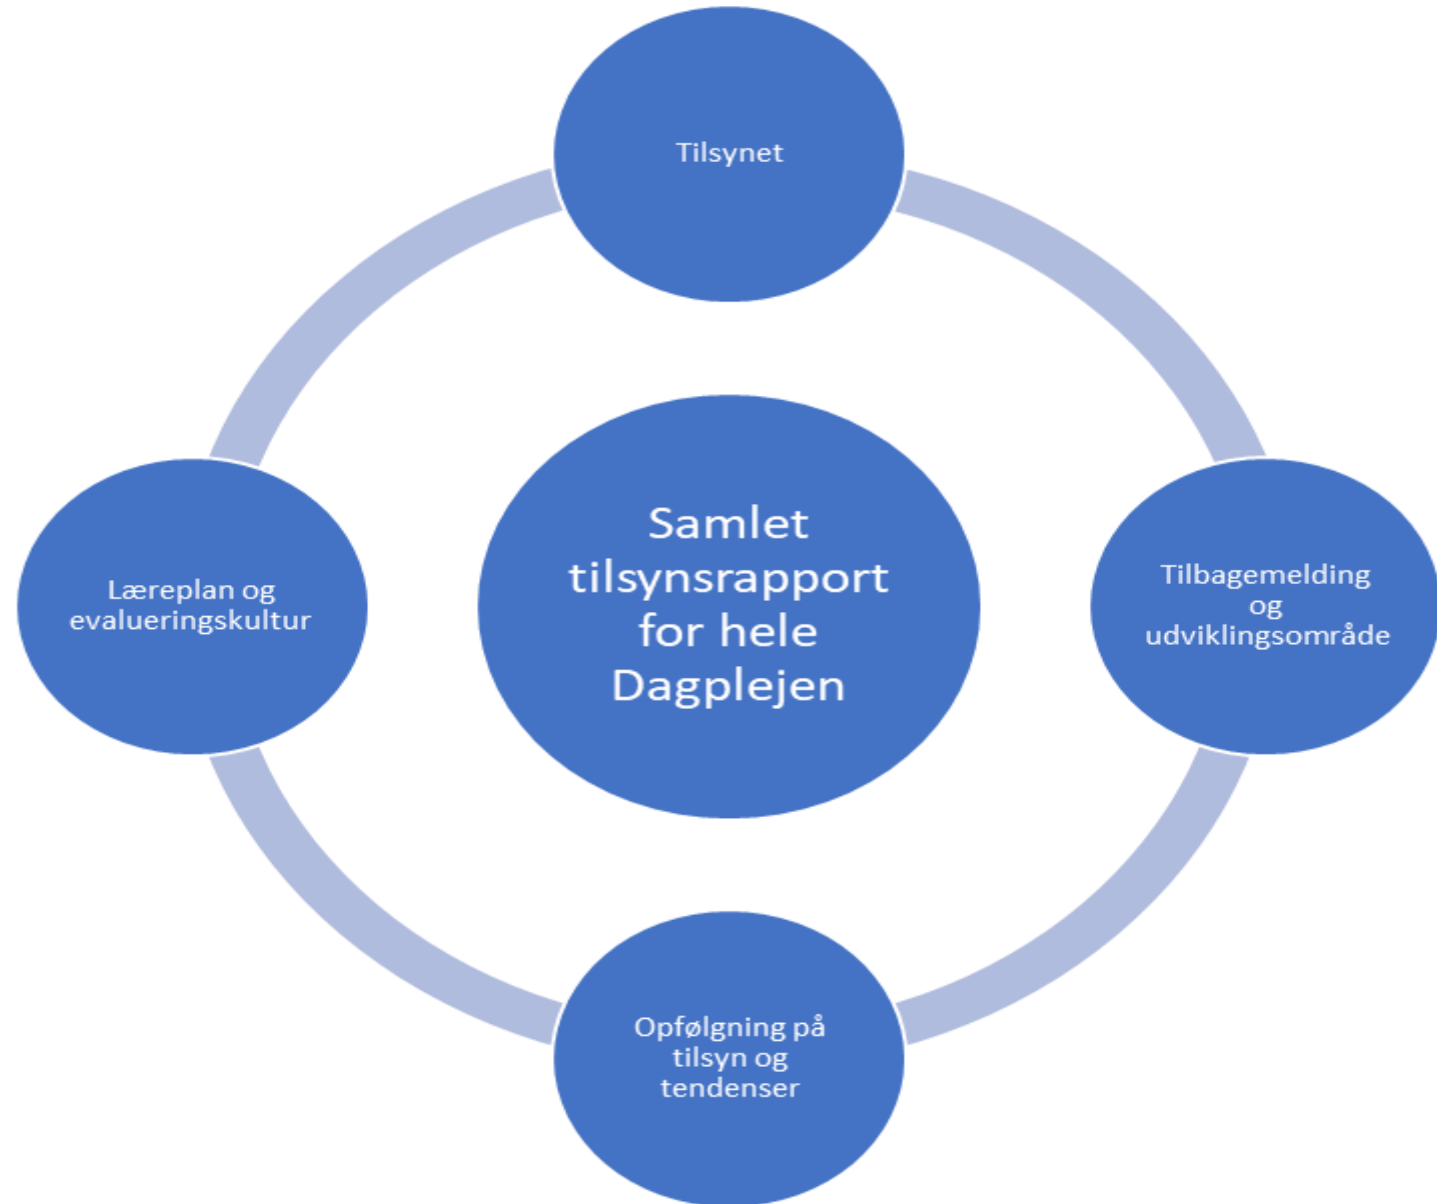 Tilsynet
Samlet
tilsynsrapport
for hele
Dagplejen
Læreplan og
evalueringskultur
Tilbagemelding
og
udviklingsområde
Opfølgning på
tilsyn og
tendenser